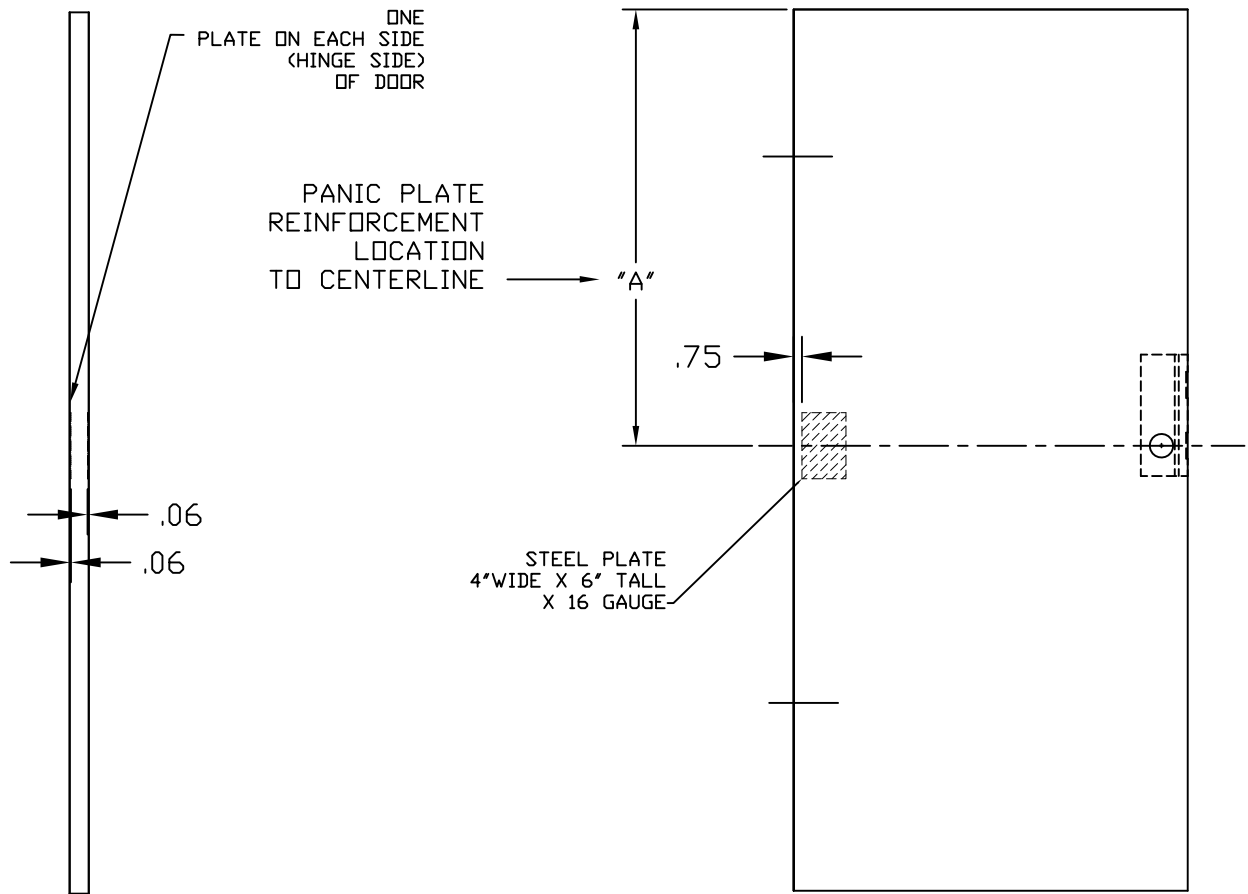 ONE
PLATE ON EACH SIDE
(HINGE SIDE)
OF DOOR
PANIC PLATE
REINFORCEMENT
LOCATION
TO CENTERLINE
"A"
.75
.06
.06
STEEL PLATE
4"WIDE X 6" TALL
X 16 GAUGE